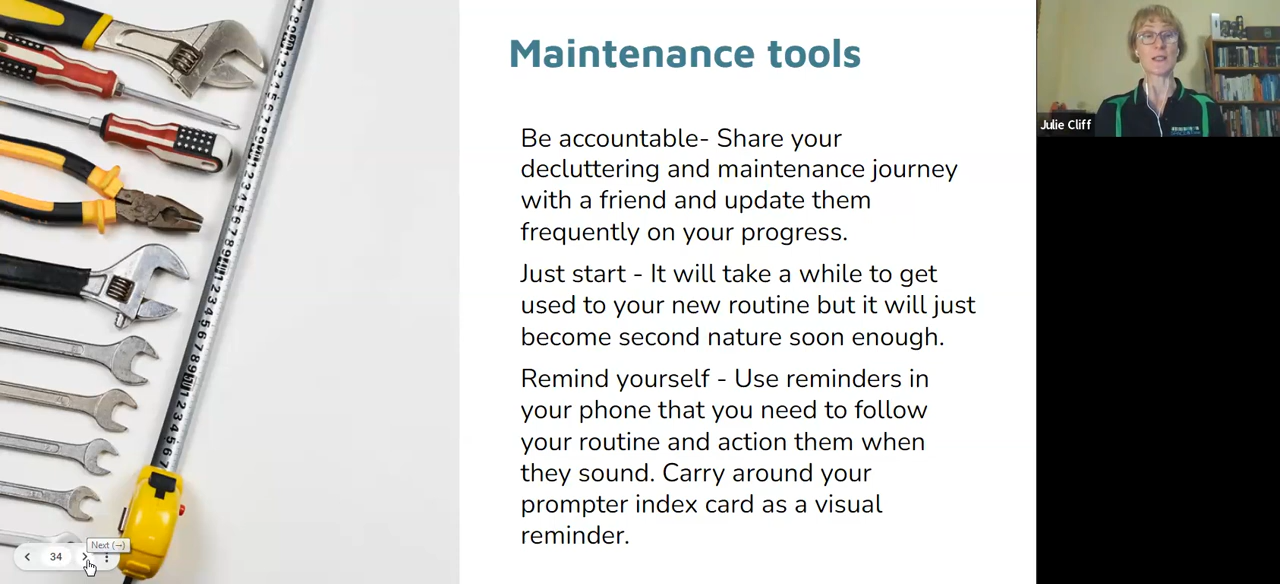 Maintenance tools
Be accountable- Share your
decluttering and maintenance journey
with a friend and update them
frequently on your progress.
Just start - It will take a while to get
used to your new routine but it will just
become second nature soon enough.
Remind yourself - Use reminders in
your phone that you need to follow
your routine and action them when
they sound. Carry around your
prompter index card as a visual
reminder.
Julie Cliff
Next (→)
34